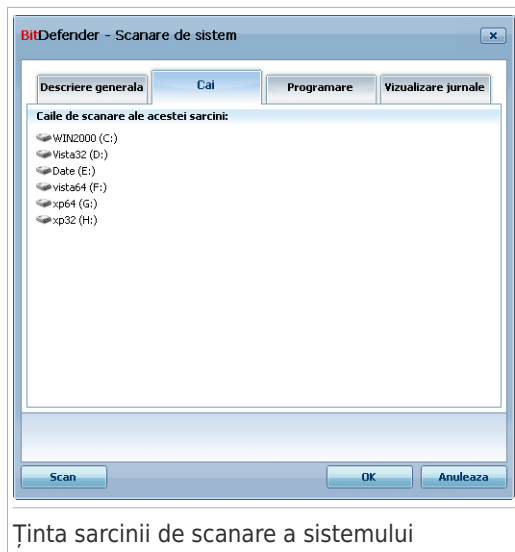 BitDefender - Scanare de sistem
Descriere generala Cai Programare Vizualizare jurnale
Caile de scanare ale acestei sarcini:
WIN2000 (C:)
Vista32 (D:)
Date (E:)
vista64 (F:)
xp64 (G:)
xp32 (H:)
Scan OK Anuleaza
Ținta sarcinii de scanare a sistemului